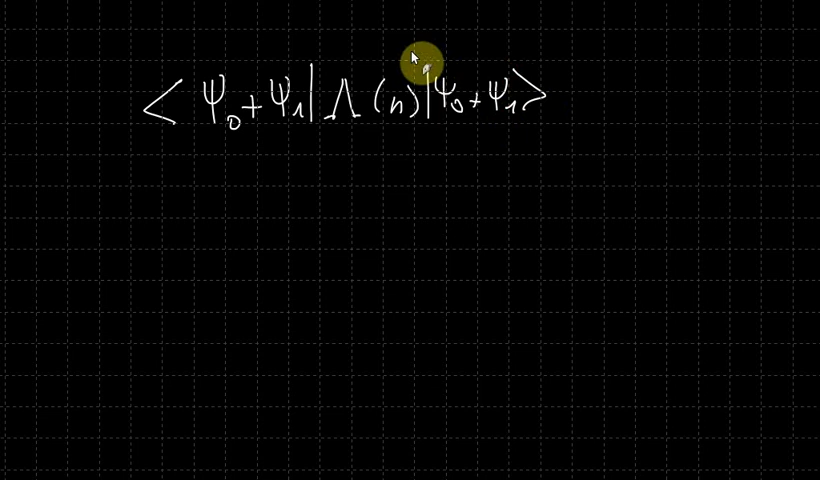 < Ψ₀ + Ψ₁ | Λ (n) | Ψ₀ + Ψ₁ >